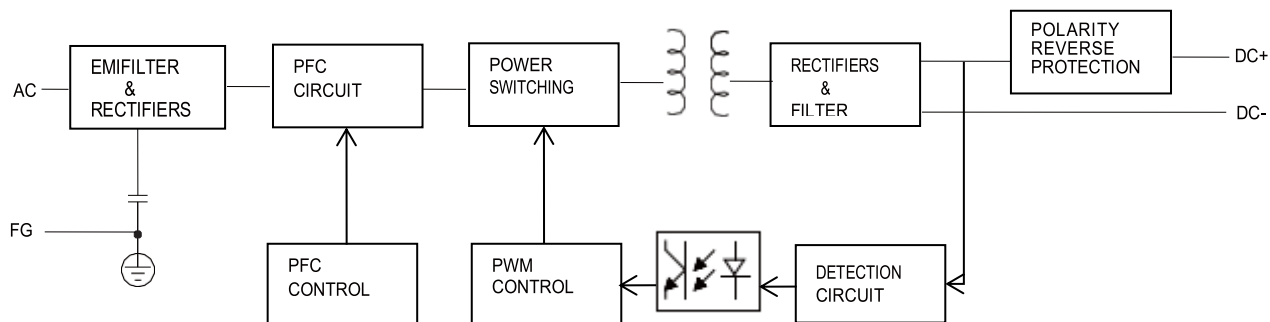 AC
EMIFILTER
&
RECTIFIERS
PFC
CIRCUIT
POWER
SWITCHING
RECTIFIERS
&
FILTER
POLARITY
REVERSE
PROTECTION
DC+
DC-
FG
PFC
CONTROL
PWM
CONTROL
DETECTION
CIRCUIT